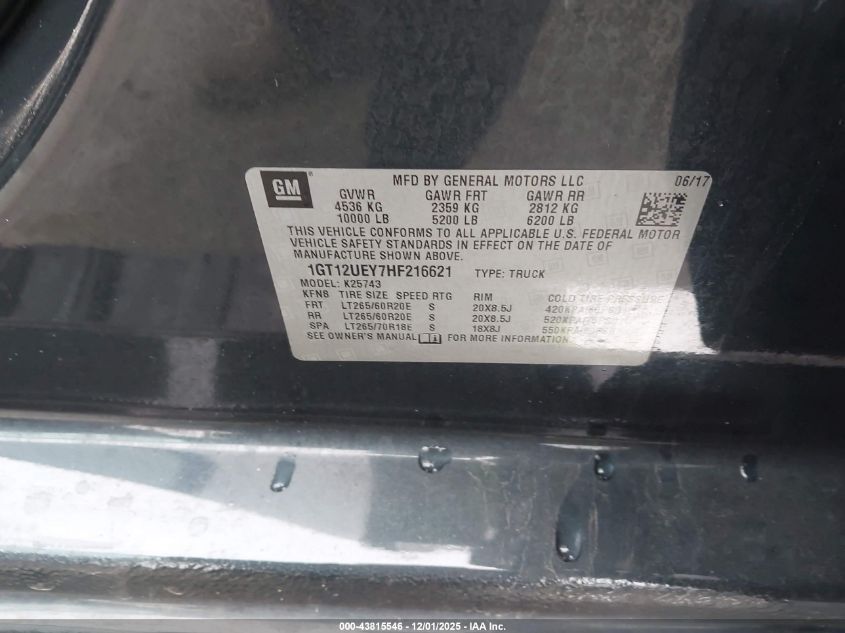 GM
MFD BY GENERAL MOTORS LLC 06/17
GVWR GAWR FRT GAWR RR
4536 KG 2359 KG 2812 KG
10000 LB 5200 LB 6200 LB
THIS VEHICLE CONFORMS TO ALL APPLICABLE U.S. FEDERAL MOTOR
VEHICLE SAFETY STANDARDS IN EFFECT ON THE DATE OF
MANUFACTURE SHOWN ABOVE.
1GT12UEY7HF216621 TYPE: TRUCK
MODEL: K25743
KFNB TIRE SIZE SPEED RTG RIM COLD TIRE PRESSURE
FRT LT265/60R20E S 20X8.5J 420KPA
RR LT265/60R20E S 20X8.5J 520KPA
SPA LT265/70R18E S 18X8J 550KPA
SEE OWNER'S MANUAL FOR MORE INFORMATION
000-43815546 - 12/01/2025 - IAA Inc.